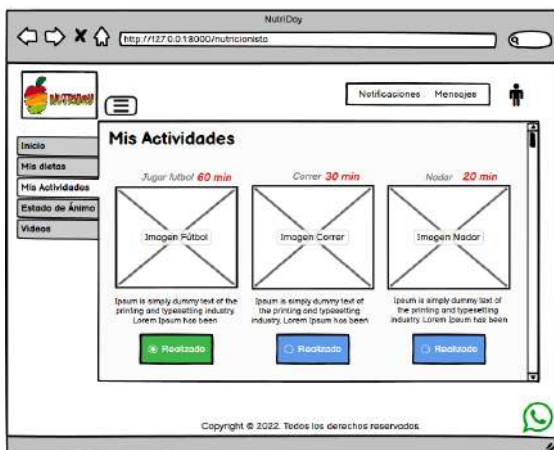 NutriDay
http://127.0.0.1:8000/nutricionista
NUTRIDAY
Notificaciones Mensajes
Inicio
Mis dietas
Mis Actividades
Estado de Ánimo
Videos
Mis Actividades
Jugar futbol 60 min
Correr 30 min
Nadar 20 min
Imagen Fútbol
Imagen Correr
Imagen Nadar
Ipsum is simply dummy text of the
printing and typesetting industry.
Lorem Ipsum has been
Ipsum is simply dummy text of
the printing and typesetting
industry. Lorem Ipsum has been
Ipsum is simply dummy text of
the printing and typesetting
industry. Lorem Ipsum has been
Realizado
Realizado
Realizado
Copyright © 2022. Todos los derechos reservados.